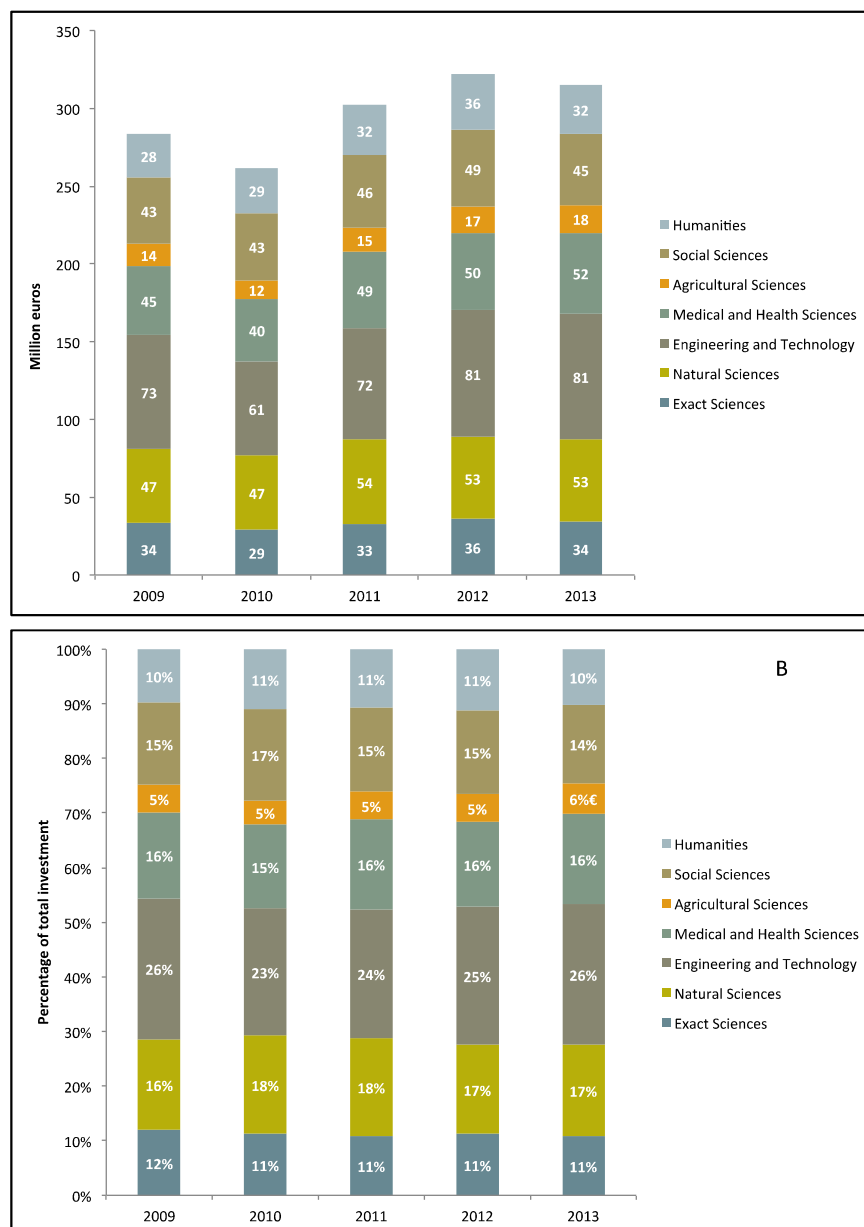 350
300
250
200
150
100
50
0
Million euros
28 29 32 36 32
43 43 46 49 45
14 12 15 17 18
45 40 49 50 52
73 61 72 81 81
47 47 54 53 53
34 29 33 36 34
2009 2010 2011 2012 2013
Humanities
Social Sciences
Agricultural Sciences
Medical and Health Sciences
Engineering and Technology
Natural Sciences
Exact Sciences
B
100%
90%
80%
70%
60%
50%
40%
30%
20%
10%
0%
Percentage of total investment
10% 11% 11% 11% 10%
15% 17% 15% 15% 14%
5% 5% 5% 5% 6%€
16% 15% 16% 16% 16%
26% 23% 24% 25% 26%
16% 18% 18% 17% 17%
12% 11% 11% 11% 11%
2009 2010 2011 2012 2013
Humanities
Social Sciences
Agricultural Sciences
Medical and Health Sciences
Engineering and Technology
Natural Sciences
Exact Sciences